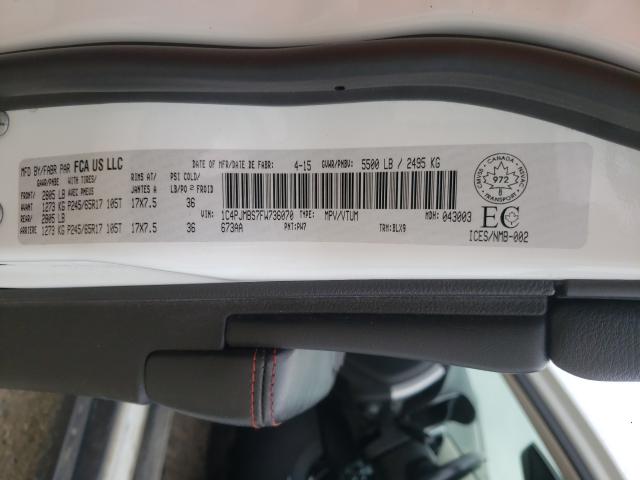 MFD BY/FABR PAR FCA US LLC
DATE OF MFR/DATE DE FABR: 4-15 GVWR/PNBV: 5500 LB / 2495 KG
GAWR/PNBE WITH TIRES/ RIMS AT/ PSI COLD/
FRONT/ 2805 LB AVEC PNEUS JANTES A LB/PO 2 FROID
AVANT 1273 KG P245/65R17 105T 17X7.5 36
REAR/ 2805 LB
ARRIERE 1273 KG P245/65R17 105T 17X7.5 36
VIN: 1C4PJMBS7FW736070 TYPE: MPV/VTUM MDH: 043003
673AA PNT:PW7 TRM:BLX9
CANADA
972
B
TRANSPORT
EC
ICES/NMB-002